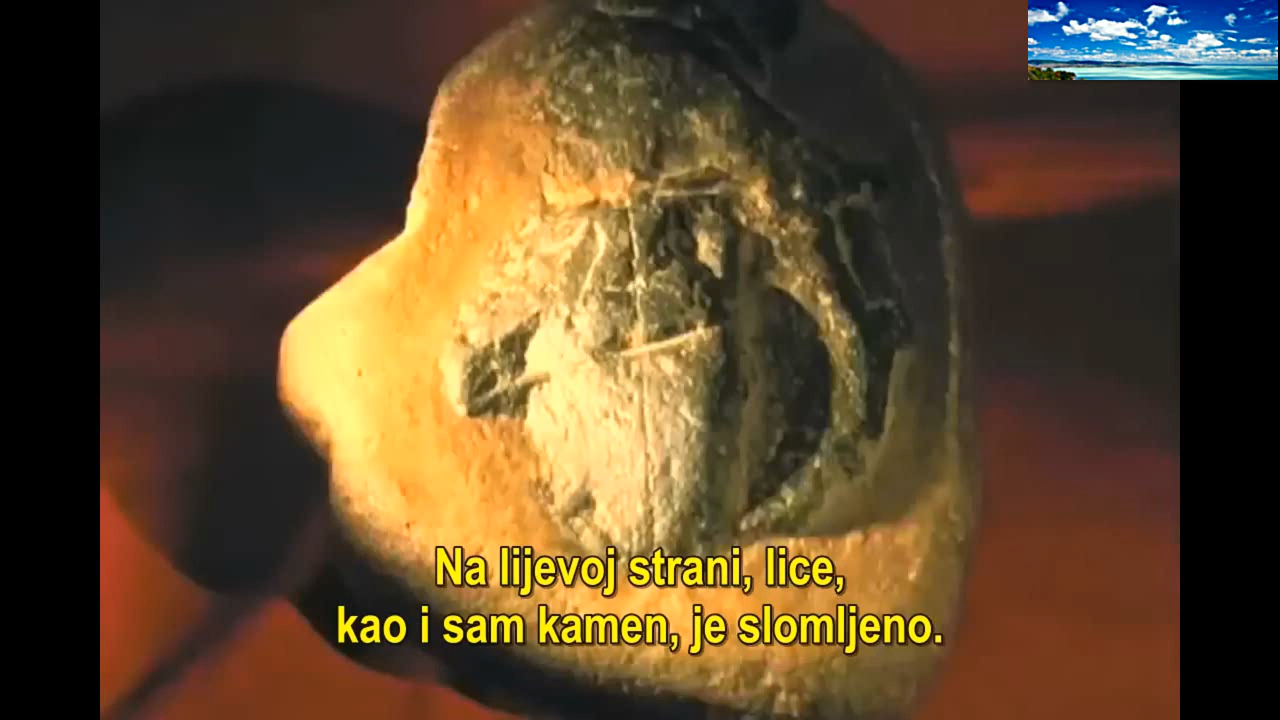 Na lijevoj strani, lice,
kao i sam kamen, je slomljeno.